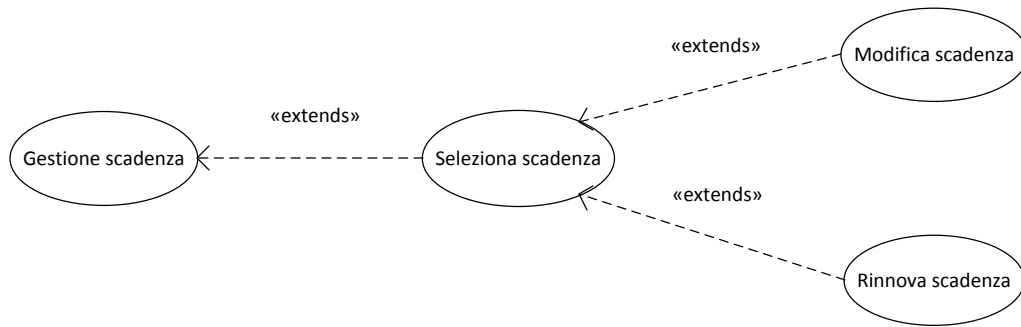 Modifica scadenza
«extends»
«extends»
Gestione scadenza
Seleziona scadenza
«extends»
Rinnova scadenza